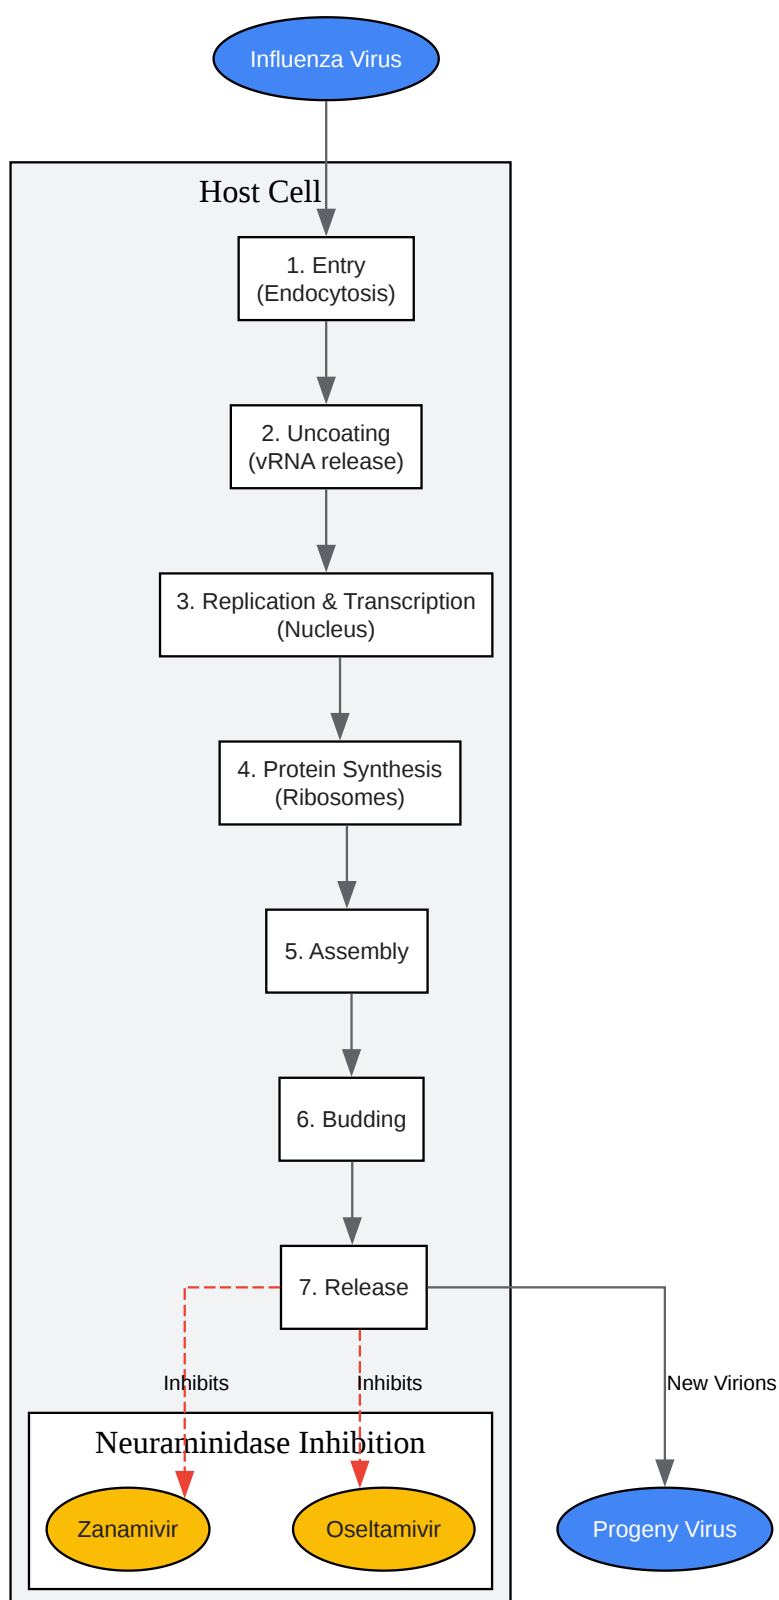 Influenza Virus
Host Cell
1. Entry
(Endocytosis)
2. Uncoating
(vRNA release)
3. Replication & Transcription
(Nucleus)
4. Protein Synthesis
(Ribosomes)
5. Assembly
6. Budding
7. Release
Inhibits
Inhibits
New Virions
Neuraminidase Inhibition
Zanamivir
Oseltamivir
Progeny Virus